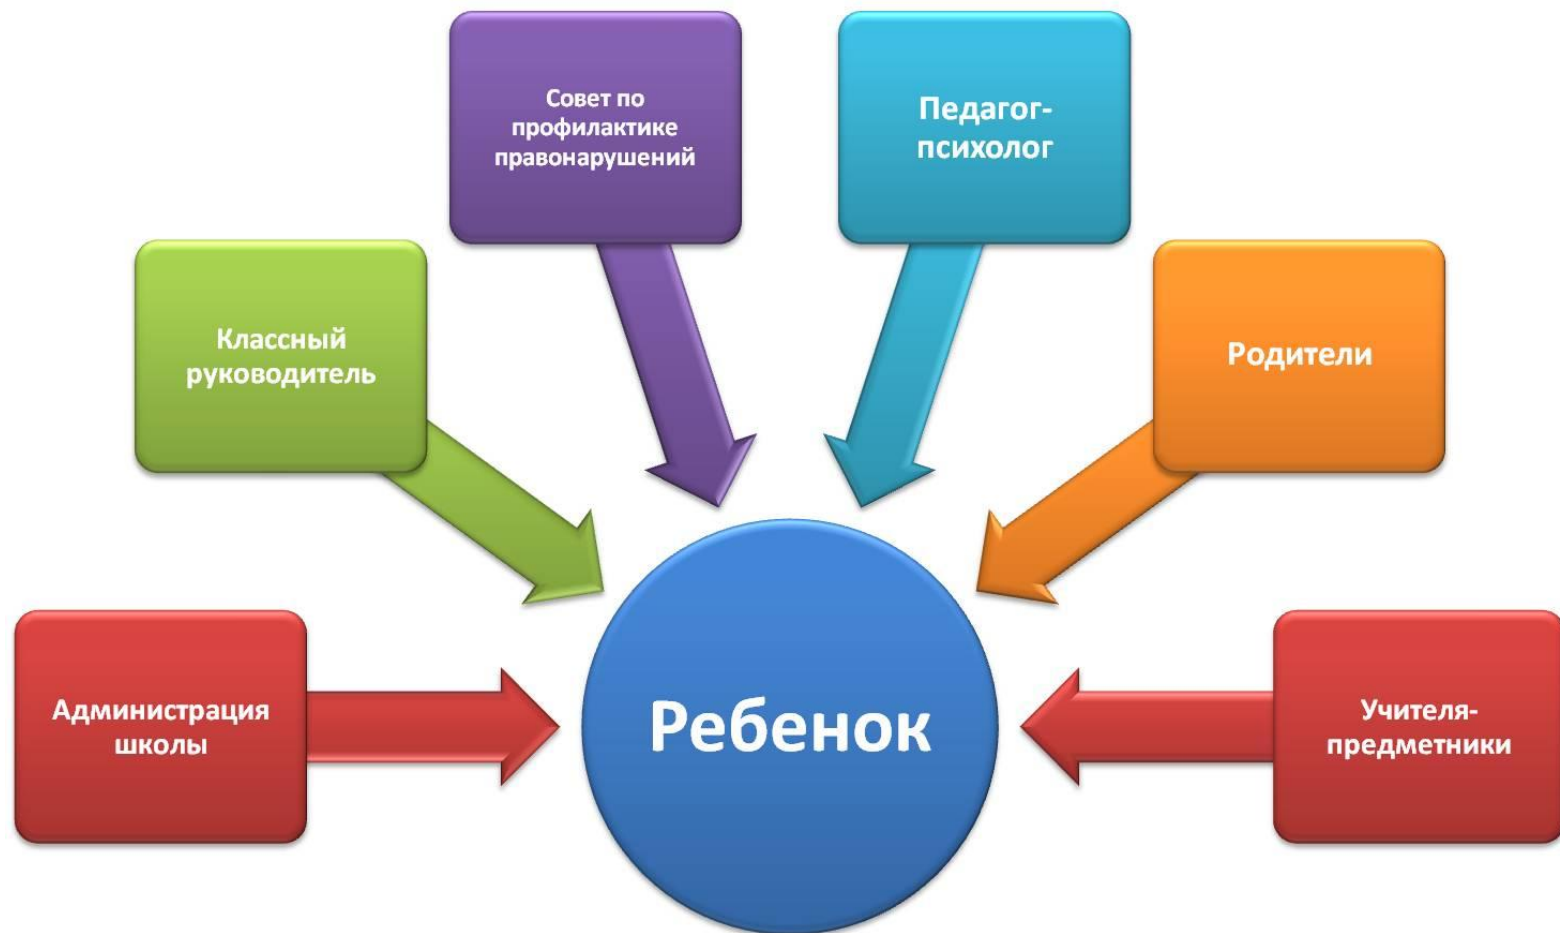 Совет по
профилактике
правонарушений
Педагог-
психолог
Классный
руководитель
Родители
Администрация
школы
Ребенок
Учителя-
предметники